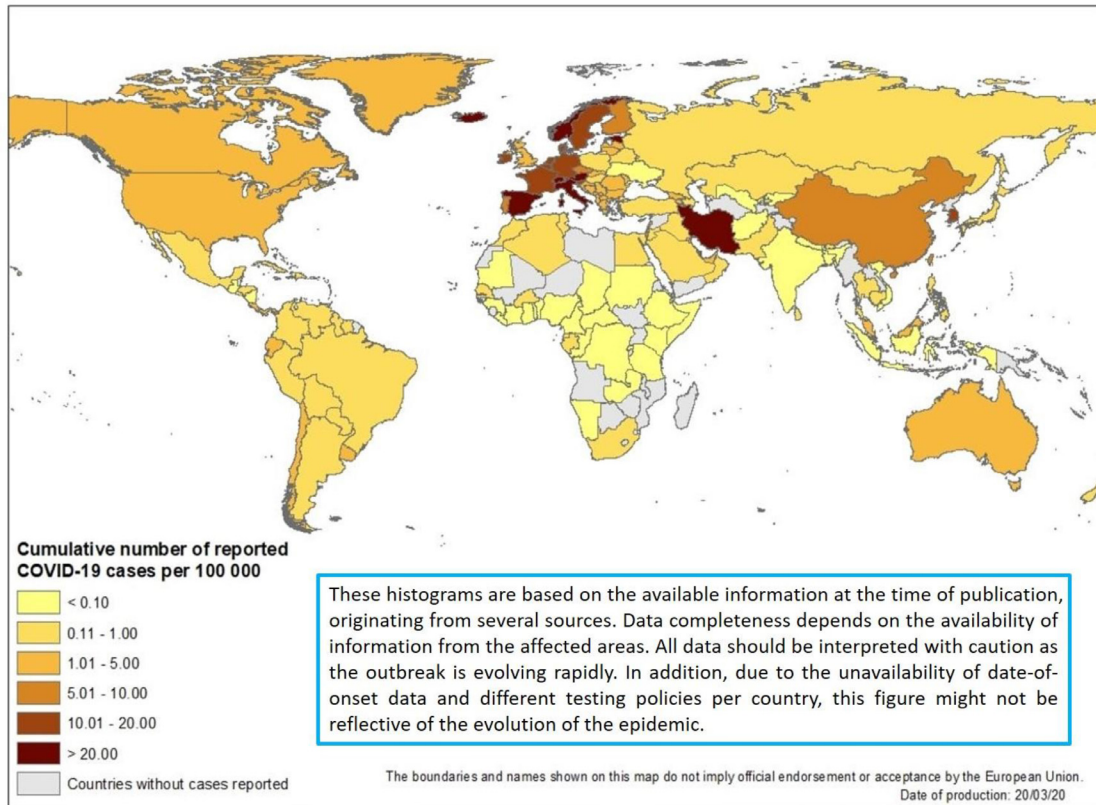 Cumulative number of reported
COVID-19 cases per 100 000
< 0.10
0.11 - 1.00
1.01 - 5.00
5.01 - 10.00
10.01 - 20.00
> 20.00
Countries without cases reported
These histograms are based on the available information at the time of publication,
originating from several sources. Data completeness depends on the availability of
information from the affected areas. All data should be interpreted with caution as
the outbreak is evolving rapidly. In addition, due to the unavailability of date-of-
onset data and different testing policies per country, this figure might not be
reflective of the evolution of the epidemic.
The boundaries and names shown on this map do not imply official endorsement or acceptance by the European Union.
Date of production: 20/03/20